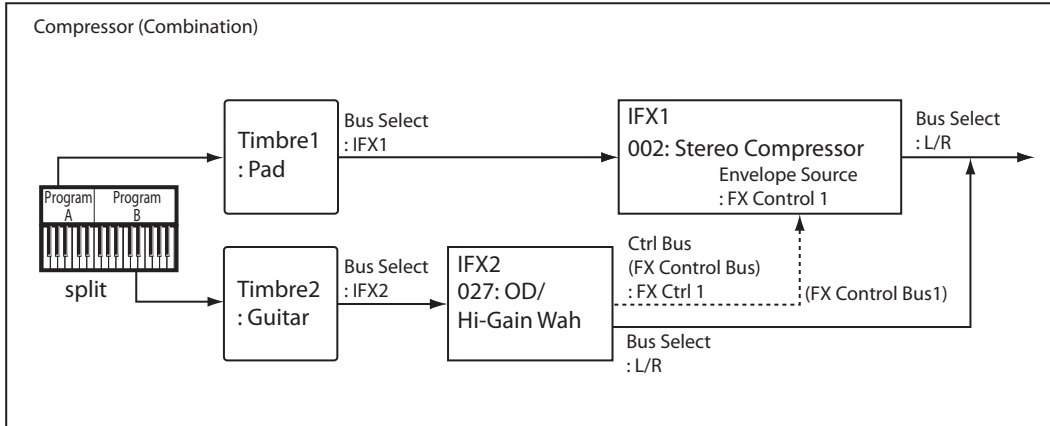 Compressor (Combination)
Timbre1
: Pad
Bus Select
: IFX1
IFX1
002: Stereo Compressor
Envelope Source
: FX Control 1
Bus Select
: L/R
Program
A
Program
B
split
Timbre2
: Guitar
Bus Select
: IFX2
IFX2
027: OD/
Hi-Gain Wah
Ctrl Bus
(FX Control Bus)
: FX Ctrl 1
(FX Control Bus1)
Bus Select
: L/R